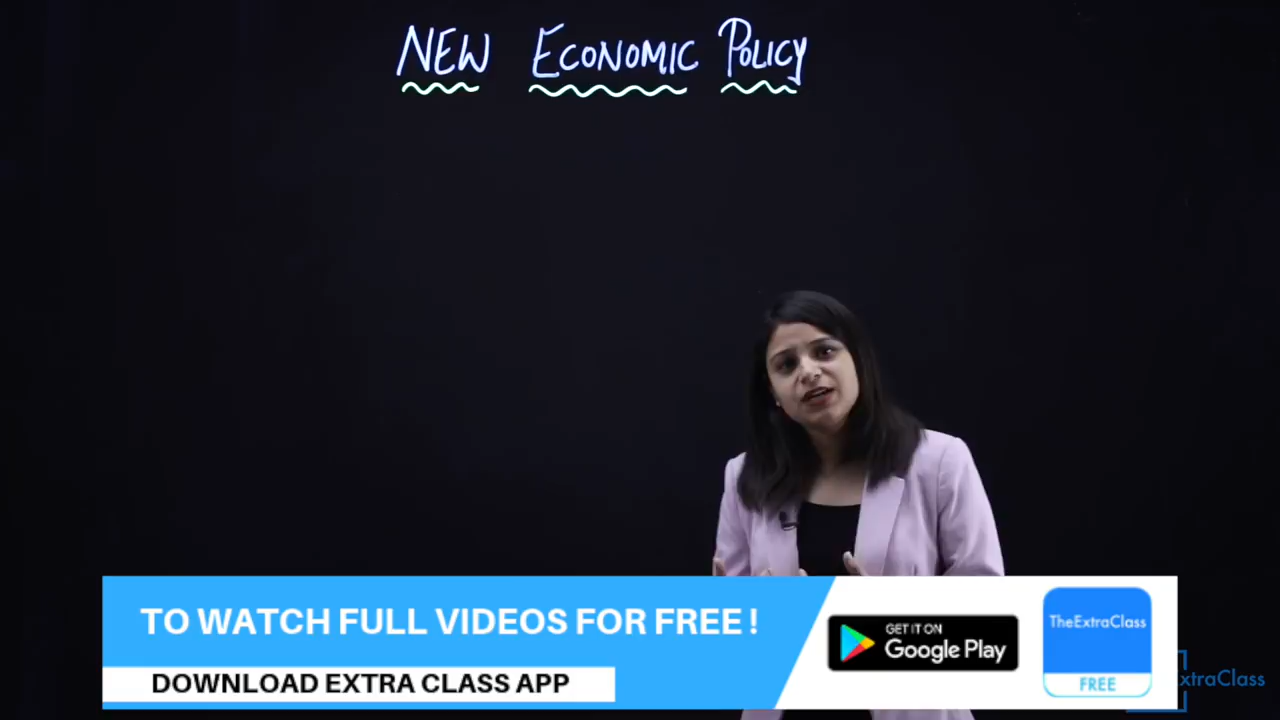 NEW ECONOMIC POLICY
TO WATCH FULL VIDEOS FOR FREE !
DOWNLOAD EXTRA CLASS APP
GET IT ON
Google Play
TheExtraClass
FREE
xtraClass